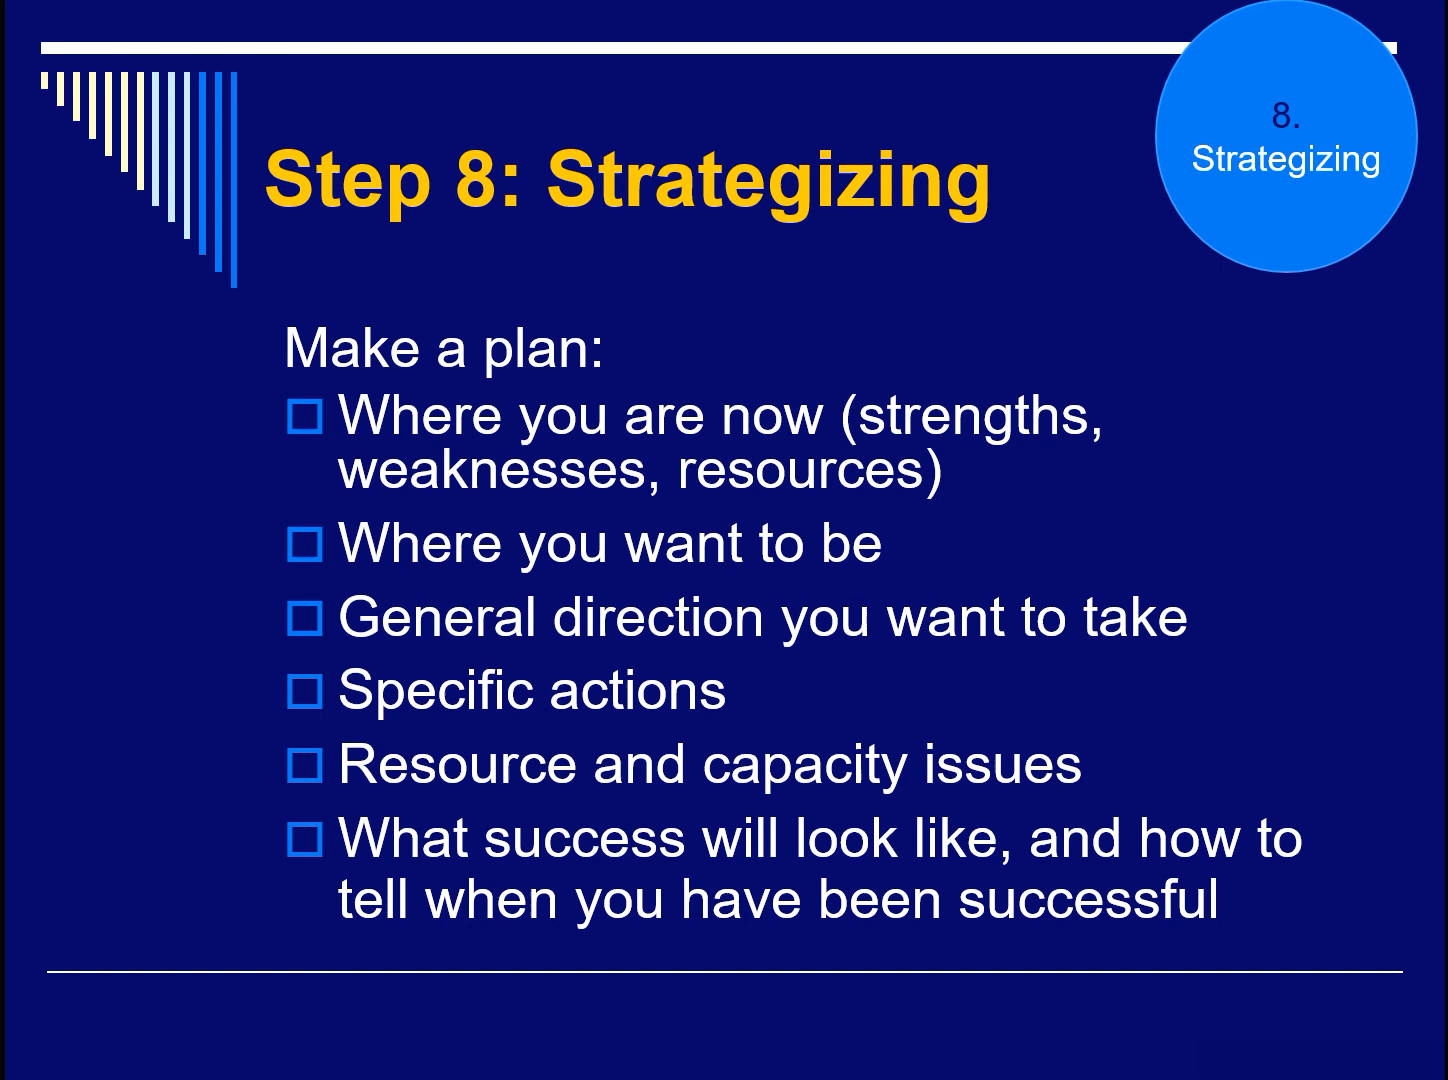 8.
Strategizing
Step 8: Strategizing
Make a plan:
Where you are now (strengths,
weaknesses, resources)
Where you want to be
General direction you want to take
Specific actions
Resource and capacity issues
What success will look like, and how to
tell when you have been successful